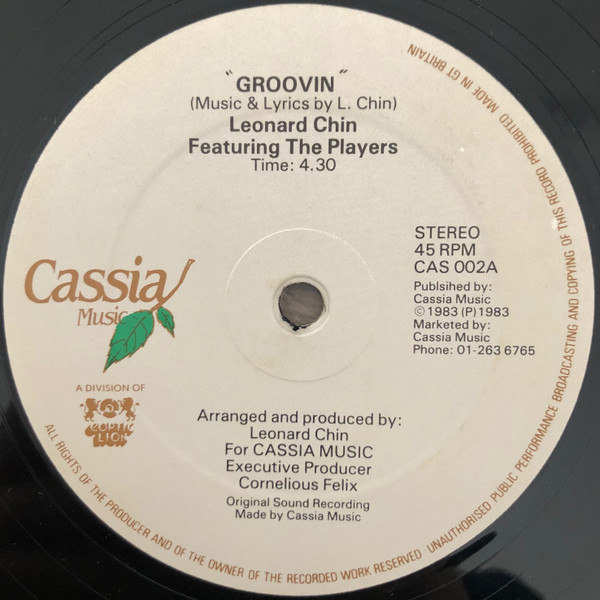 "GROOVIN"
(Music & Lyrics by L. Chin)
Leonard Chin
Featuring The Players
Time: 4.30
STEREO
45 RPM
CAS 002A
Publsihed by:
Cassia Music
©1983 (P) 1983
Marketed by:
Cassia Music
Phone: 01-263 6765
Cassia
Music
A DIVISION OF
COPTIC
LION
Arranged and produced by:
Leonard Chin
For CASSIA MUSIC
Executive Producer
Cornelious Felix
Original Sound Recording
Made by Cassia Music
ALL RIGHTS OF THE PRODUCER AND OF THE OWNER OF THE RECORDED WORK RESERVED UNAUTHORISED PUBLIC PERFORMANCE BROADCASTING AND COPYING OF THIS RECORD PROHIBITED MADE IN GT BRITAIN